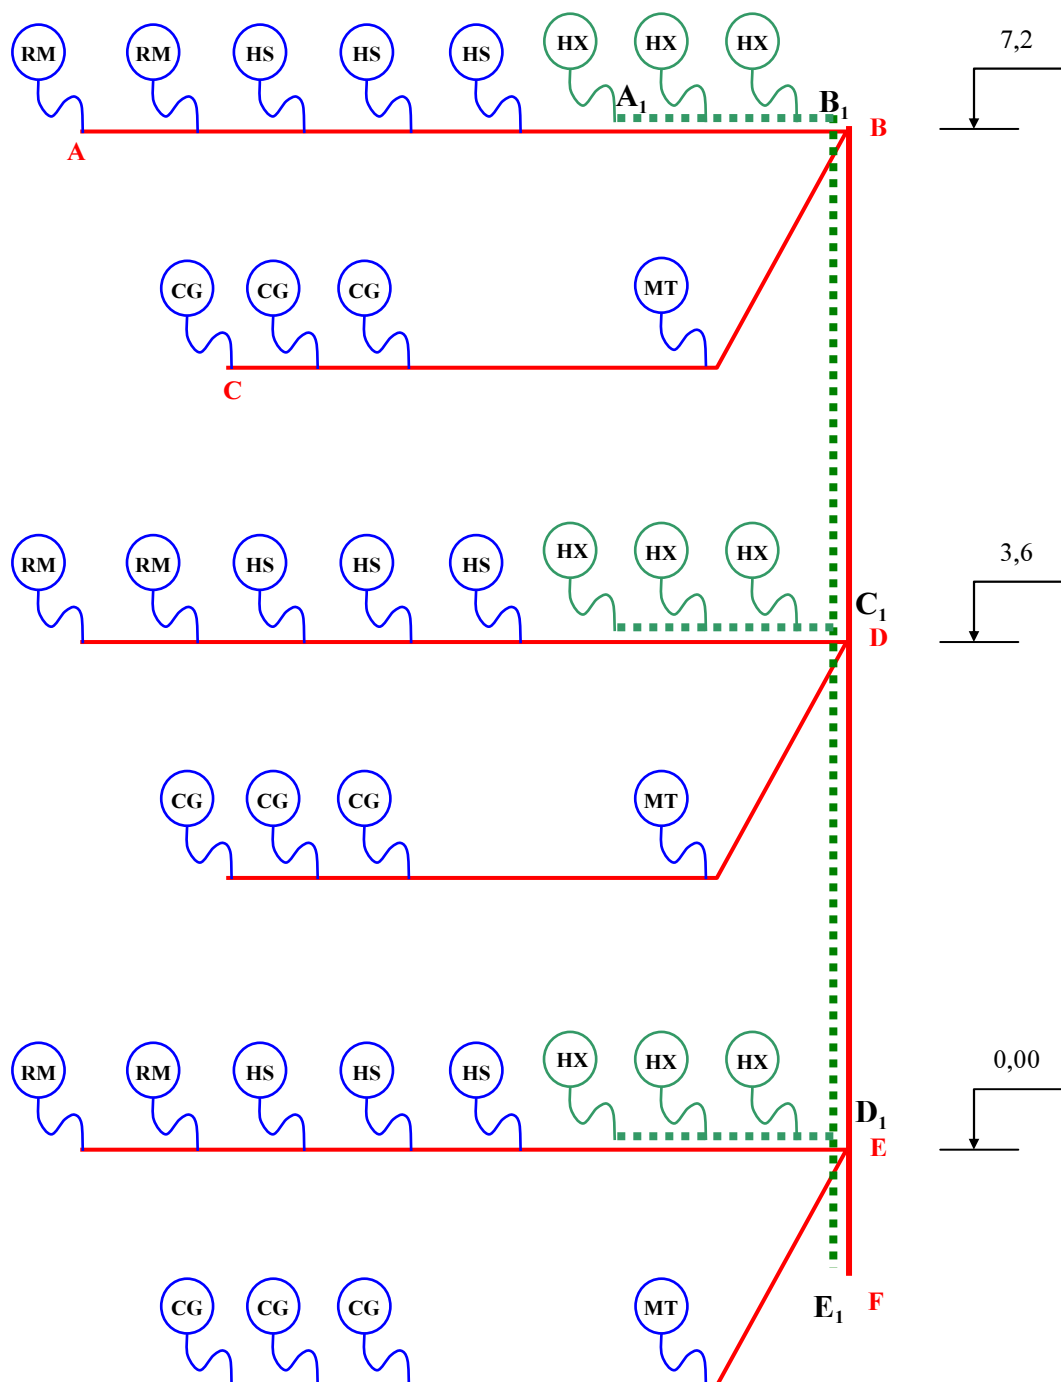 RM RM HS HS HS HX HX HX 7,2
A₁ B₁
A B
CG CG CG MT
C
RM RM HS HS HS HX HX HX 3,6
C₁
D
CG CG CG MT
RM RM HS HS HS HX HX HX 0,00
D₁
E
CG CG CG MT
E₁ F